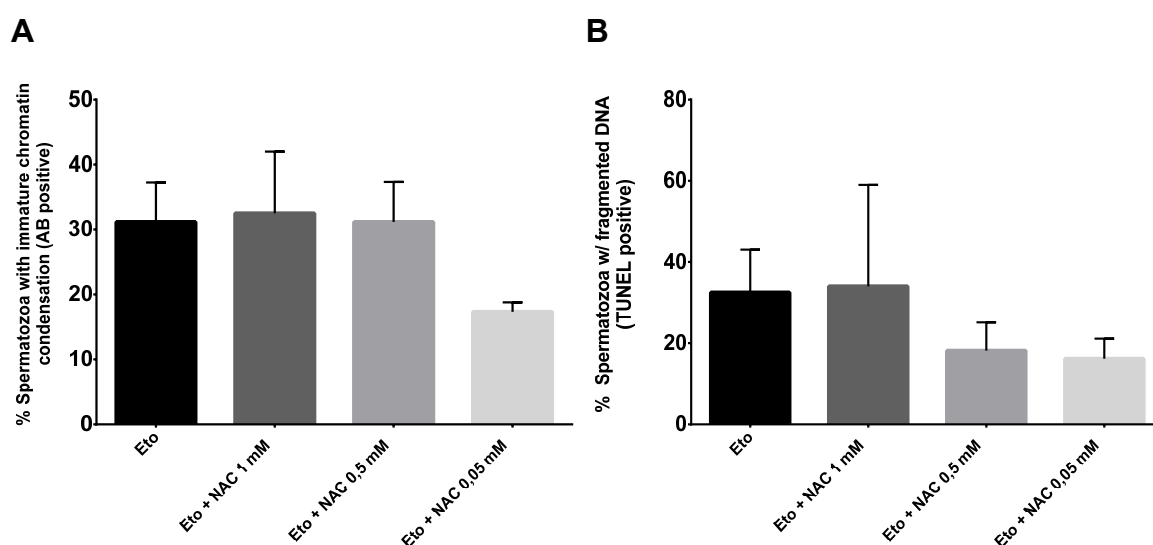 A
% Spermatozoa with immature chromatin
condensation (AB positive)
50
40
30
20
10
0
Eto
Eto + NAC 1 mM
Eto + NAC 0,5 mM
Eto + NAC 0,05 mM
B
% Spermatozoa w/ fragmented DNA
(TUNEL positive)
80
60
40
20
0
Eto
Eto + NAC 1 mM
Eto + NAC 0,5 mM
Eto + NAC 0,05 mM